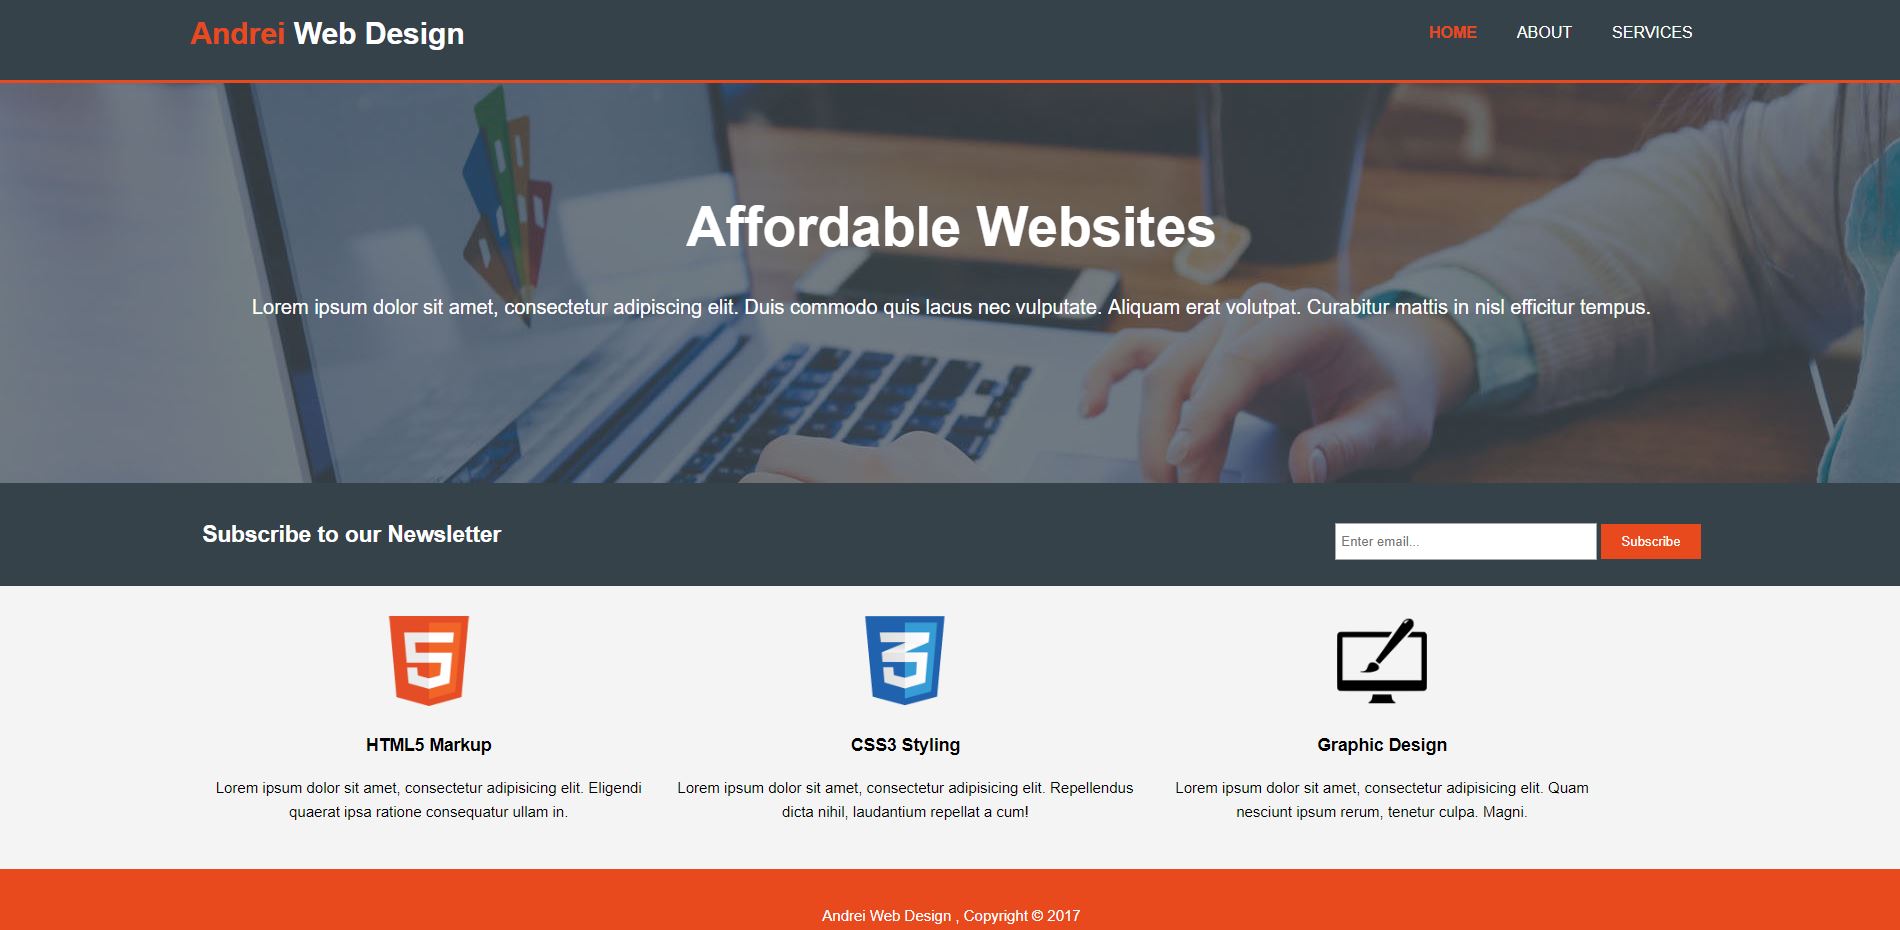 Andrei Web Design
HOME ABOUT SERVICES
Affordable Websites
Lorem ipsum dolor sit amet, consectetur adipiscing elit. Duis commodo quis lacus nec vulputate. Aliquam erat volutpat. Curabitur mattis in nisl efficitur tempus.
Subscribe to our Newsletter
Enter email...
Subscribe
HTML5 Markup
Lorem ipsum dolor sit amet, consectetur adipisicing elit. Eligendi
quaerat ipsa ratione consequatur ullam in.
CSS3 Styling
Lorem ipsum dolor sit amet, consectetur adipisicing elit. Repellendus
dicta nihil, laudantium repellat a cum!
Graphic Design
Lorem ipsum dolor sit amet, consectetur adipisicing elit. Quam
nesciunt ipsum rerum, tenetur culpa. Magni.
Andrei Web Design , Copyright © 2017